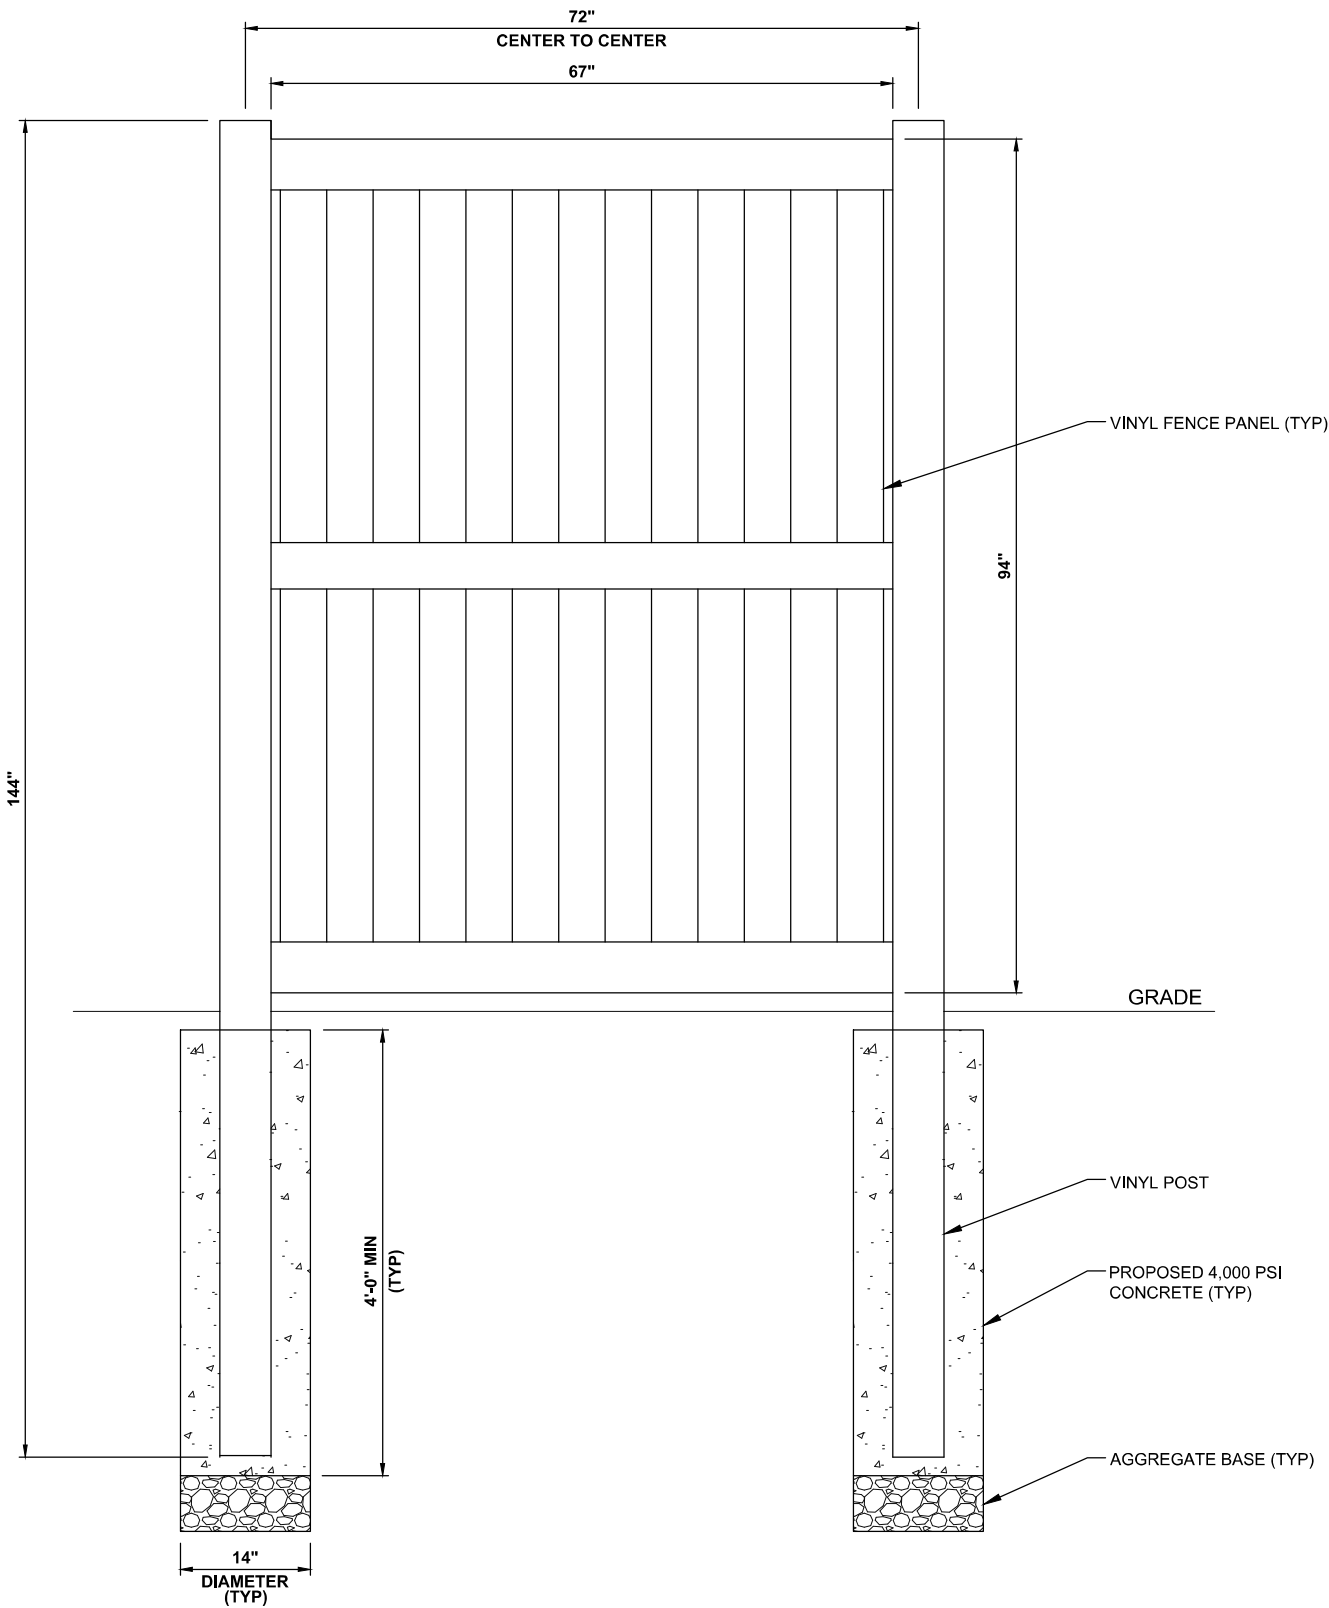 72"
CENTER TO CENTER
67"
VINYL FENCE PANEL (TYP)
94"
144"
GRADE
VINYL POST
4'-0" MIN
(TYP)
PROPOSED 4,000 PSI
CONCRETE (TYP)
AGGREGATE BASE (TYP)
14"
DIAMETER
(TYP)